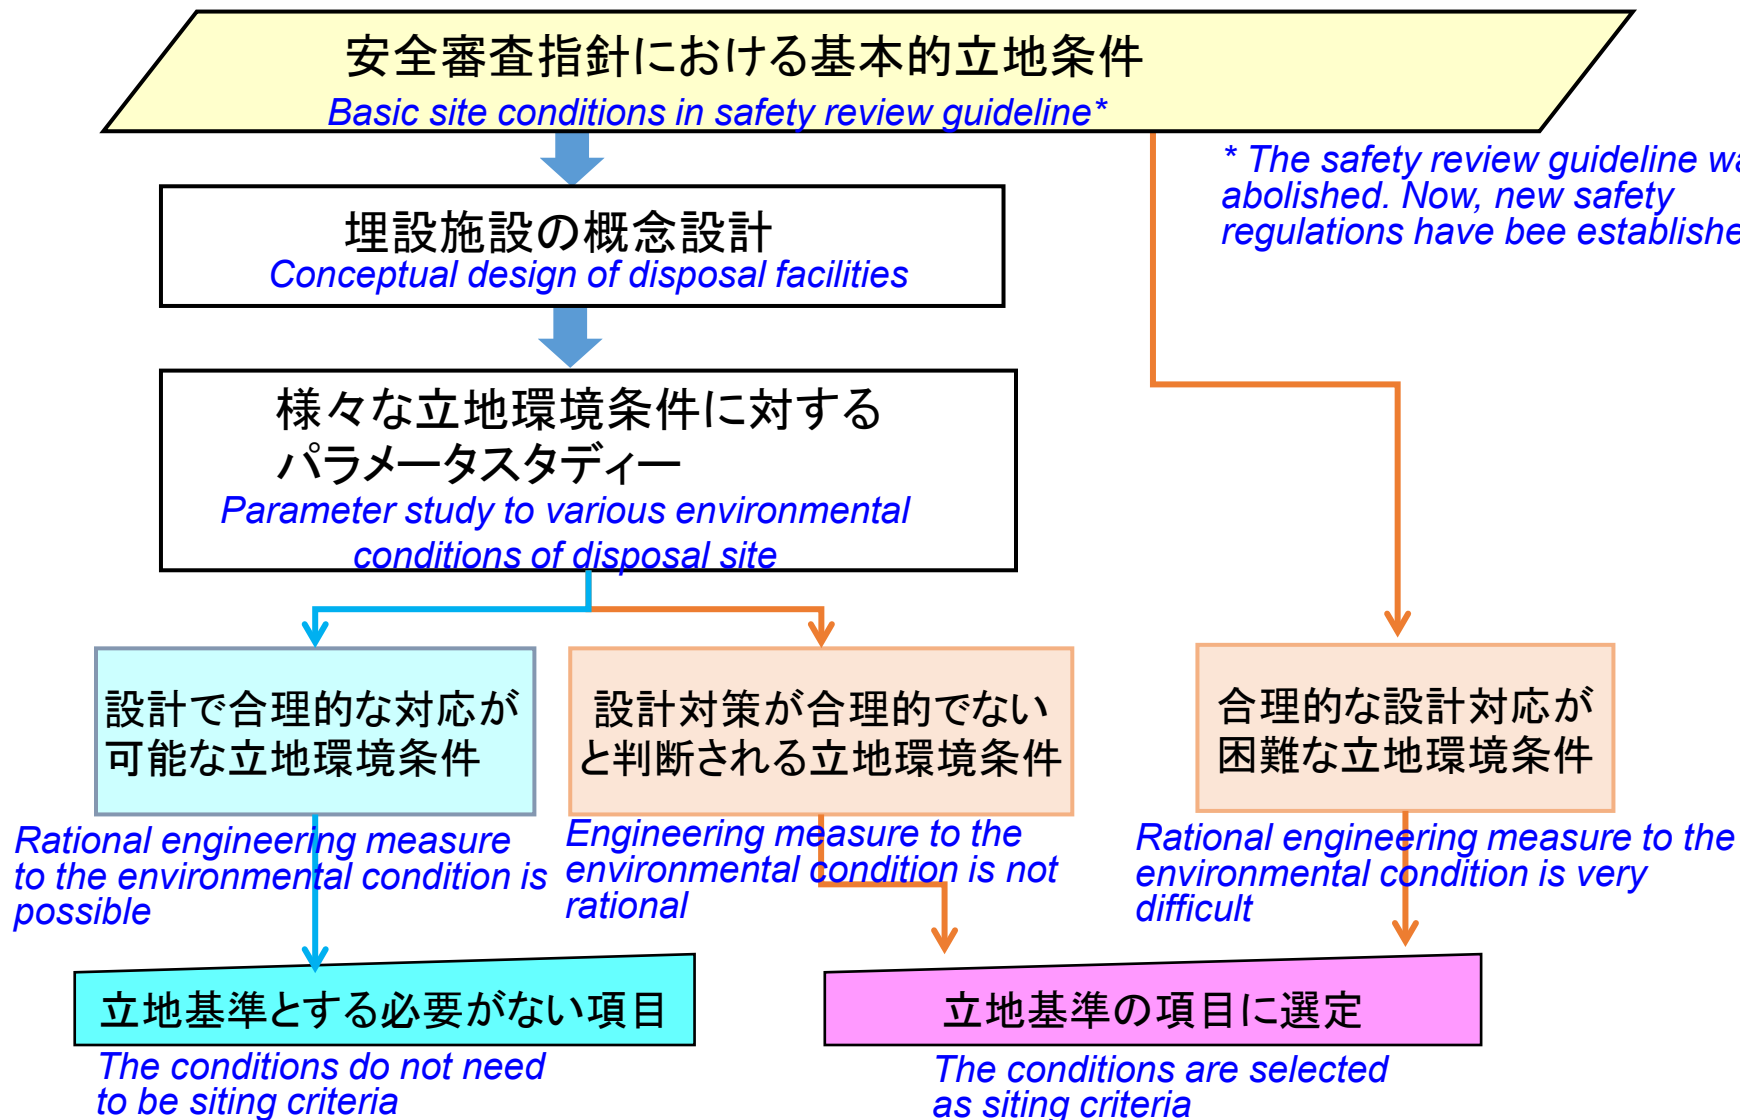 安全審査指針における基本的立地条件
Basic site conditions in safety review guideline*
* The safety review guideline
abolished. Now, new safety
regulations have bee
埋設施設の概念設計
Conceptual design of disposal facilities
様々な立地環境条件に対する
パラメータスタディー
Parameter study to various environmental
conditions of disposal site
設計で合理的な対応が
可能な立地環境条件
Rational engineering measure
to the environmental condition is
possible
設計対策が合理的でない
と判断される立地環境条件
Engineering measure to the
environmental condition is not
rational
合理的な設計対応が
困難な立地環境条件
Rational engineering measure to the
environmental condition is very
difficult
立地基準とする必要がない項目
The conditions do not need
to be siting criteria
立地基準の項目に選定
The conditions are selected
as siting criteria